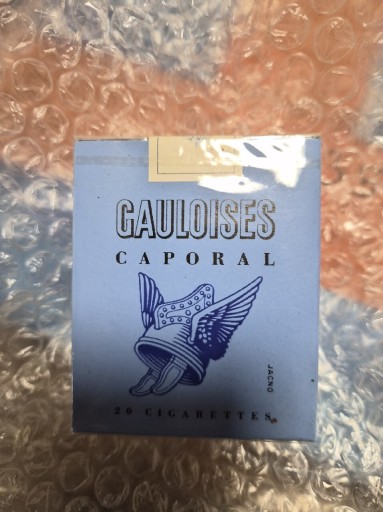 GAULOISES
CAPORAL
JACNO
20 CIGARETTES